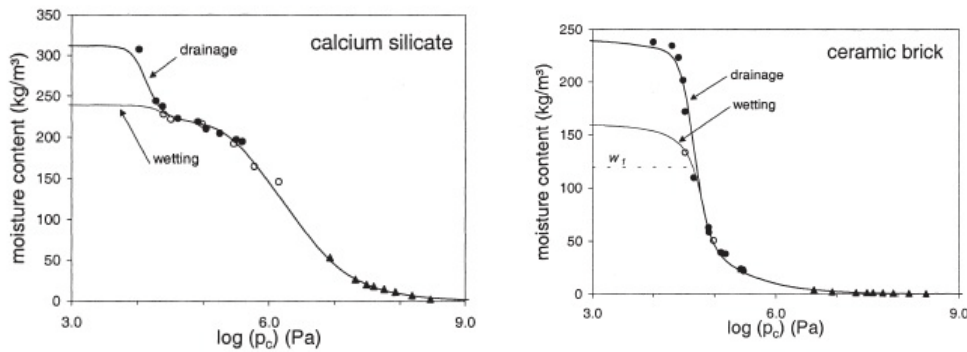 calcium silicate
drainage
wetting
moisture content (kg/m³)
350
300
250
200
150
100
50
0
3.0 6.0 9.0
log (pc) (Pa)
ceramic brick
drainage
wetting
w f
moisture content (kg/m³)
250
200
150
100
50
0
3.0 6.0 9.0
log (pc) (Pa)